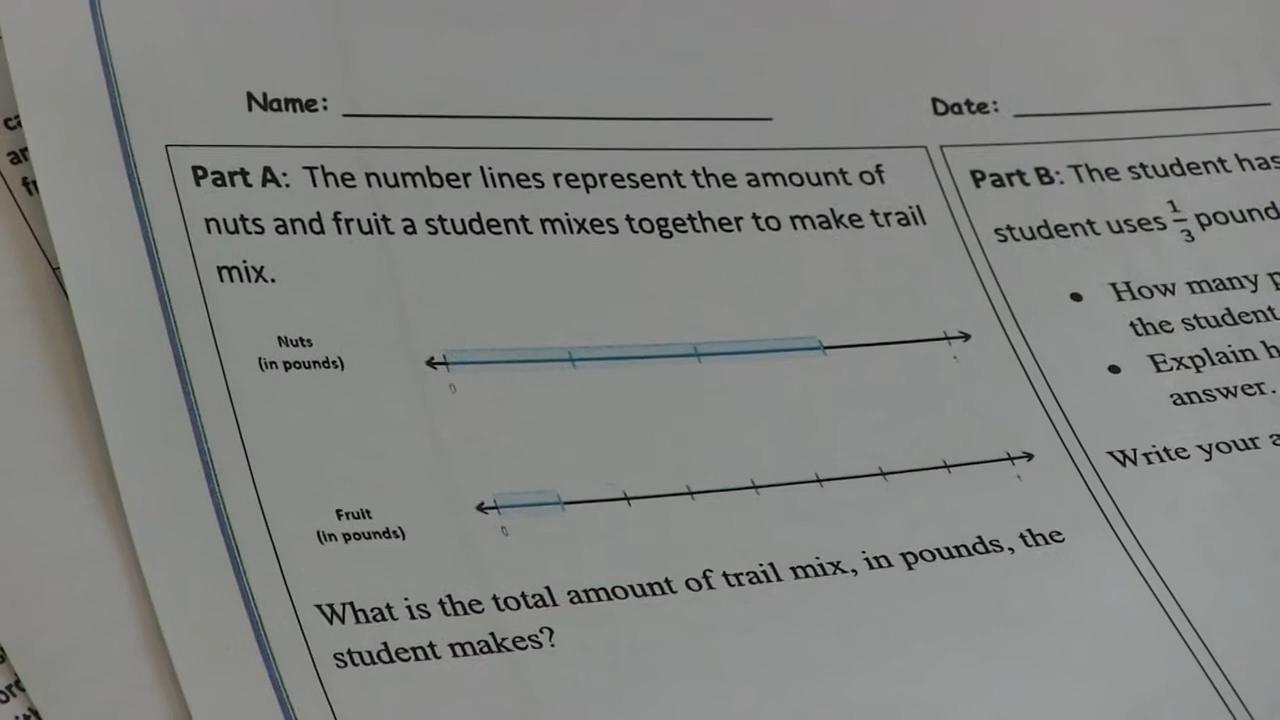 Name:
Date:
Part A: The number lines represent the amount of
nuts and fruit a student mixes together to make trail
mix.
Nuts
(in pounds)
0
Fruit
(in pounds)
0
What is the total amount of trail mix, in pounds, the
student makes?
Part B: The student has
student uses 1/3 pound
• How many
the student
• Explain
answer.
Write your